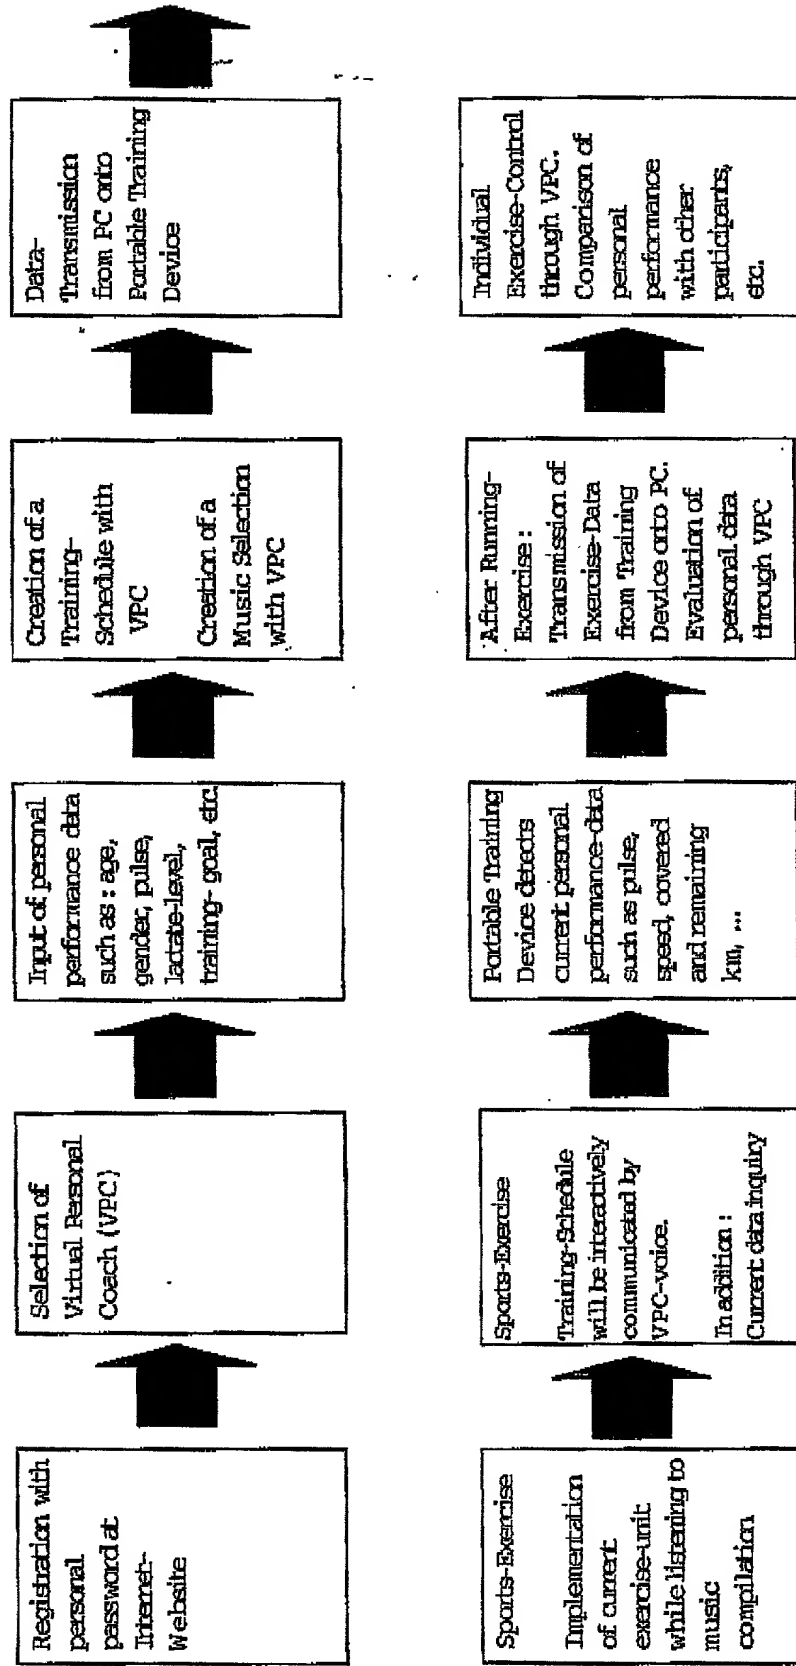 Registration with
personal
password at
Internet-
Website
Selection of
Virtual Personal
Coach (VPC)
Input of personal
performance data
such as : age,
gender, pulse,
lactate-level,
training- goal, etc.
Creation of a
Training-
Schedule with
VPC
Creation of a
Music Selection
with VPC
Data-
Transmission
from PC onto
Portable Training
Device
Sports-Exercise
Implementation
of current
exercise-unit
while listening to
music
compilation
Sports-Exercise
Training-Schedule
will be interactively
communicated by
VPC-voice.
In addition :
Current data inquiry
Portable Training
Device detects
current personal
performance-data
such as pulse,
speed, covered
and remaining
km, ...
After Running-
Exercise :
Transmission of
Exercise-Data
from Training
Device onto PC.
Evaluation of
personal data
through VPC
Individual
Exercise-Control
through VPC.
Comparison of
personal
performance
with other
participants,
etc.